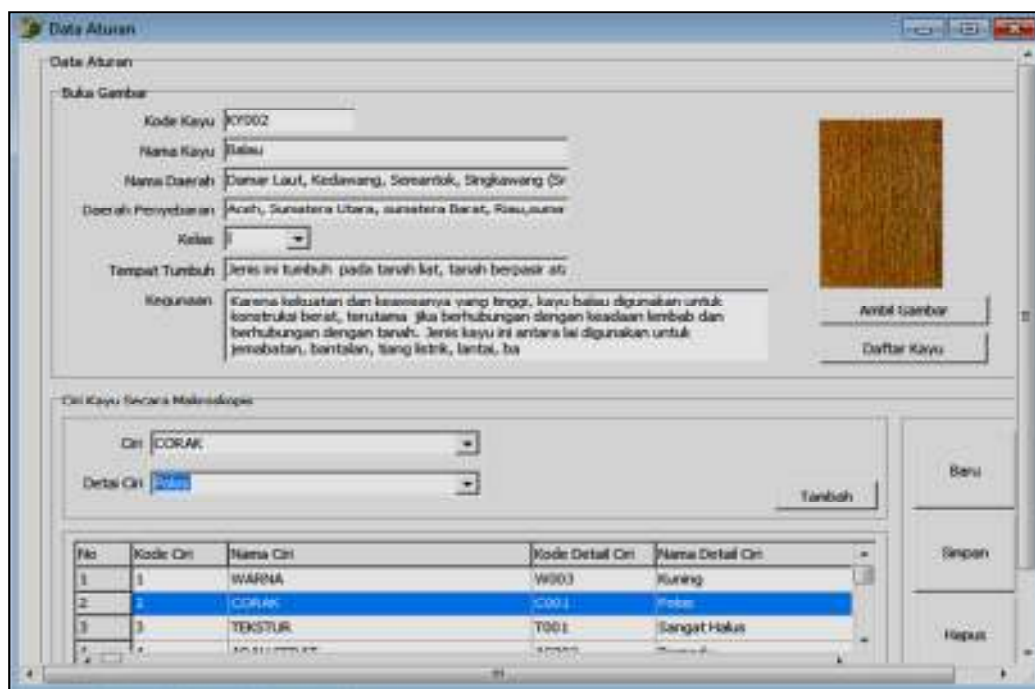 Data Aturan
Data Aturan
Buka Gambar
Kode Kayu KY002
Nama Kayu Balau
Nama Daerah Damar Laut, Kedawang, Semantok, Singkawang (S
Daerah Penyebaran Aceh, Sumatera Utara, sumatera Barat, Riau,suma
Kelas I
Tempat Tumbuh Jenis ini tumbuh pada tanah liat, tanah berpasir at
Kegunaan Karena kekuatan dan keaweanya yang tinggi, kayu balau digunakan untuk
konstruksi berat, terutama jika berhubungan dengan keadaan lembab dan
berhubungan dengan tanah. Jenis kayu ini antara lai digunakan untuk
jemabatan, bantalan, tiang listrik, lantai, ba
Ambil Gambar
Daftar Kayu
Ciri Kayu Secara Makroskopis
Ciri CORAK
Detai Ciri Polos
Tambah
Baru
Simpan
Hapus
No Kode Ciri Nama Ciri Kode Detail Ciri Nama Detail Ciri
1 1 WARNA W003 Kuning
2 2 CORAK C001 Polos
3 3 TEKSTUR T001 Sangat Halus